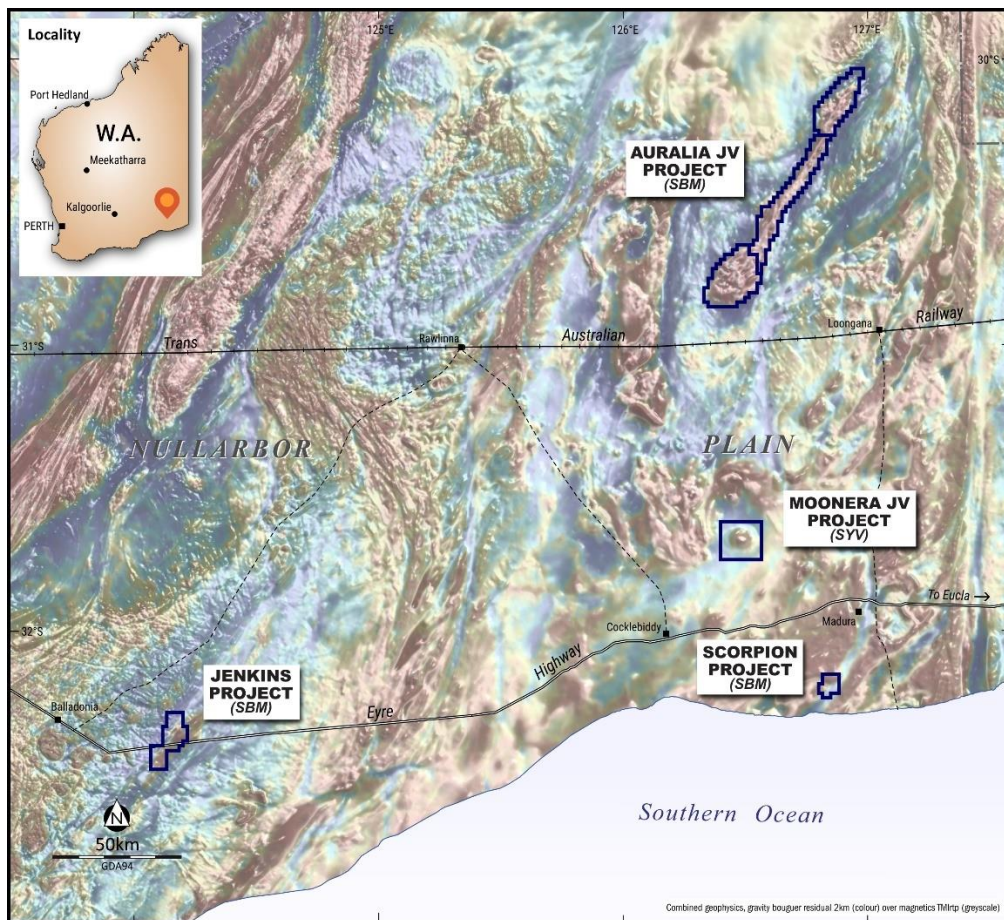 Locality
Port Hedland
W.A.
Meekatharra
Kalgoorlie
PERTH
125°E
126°E
127°E
30°S
AURALIA JV
PROJECT
(SBM)
31°S
Trans
Rawlinna
Australian
Loongana
Railway
NULLARBOR
PLAIN
MOONERA JV
PROJECT
(SYV)
32°S
To Eucla →
Madura
Cocklebiddy
SCORPION
PROJECT
(SBM)
Highway
JENKINS
PROJECT
(SBM)
Balladonia
Eyre
N
50km
GDA94
Southern Ocean
Combined geophysics, gravity bouguer residual 2km (colour) over magnetics TMIrtp (greyscale)